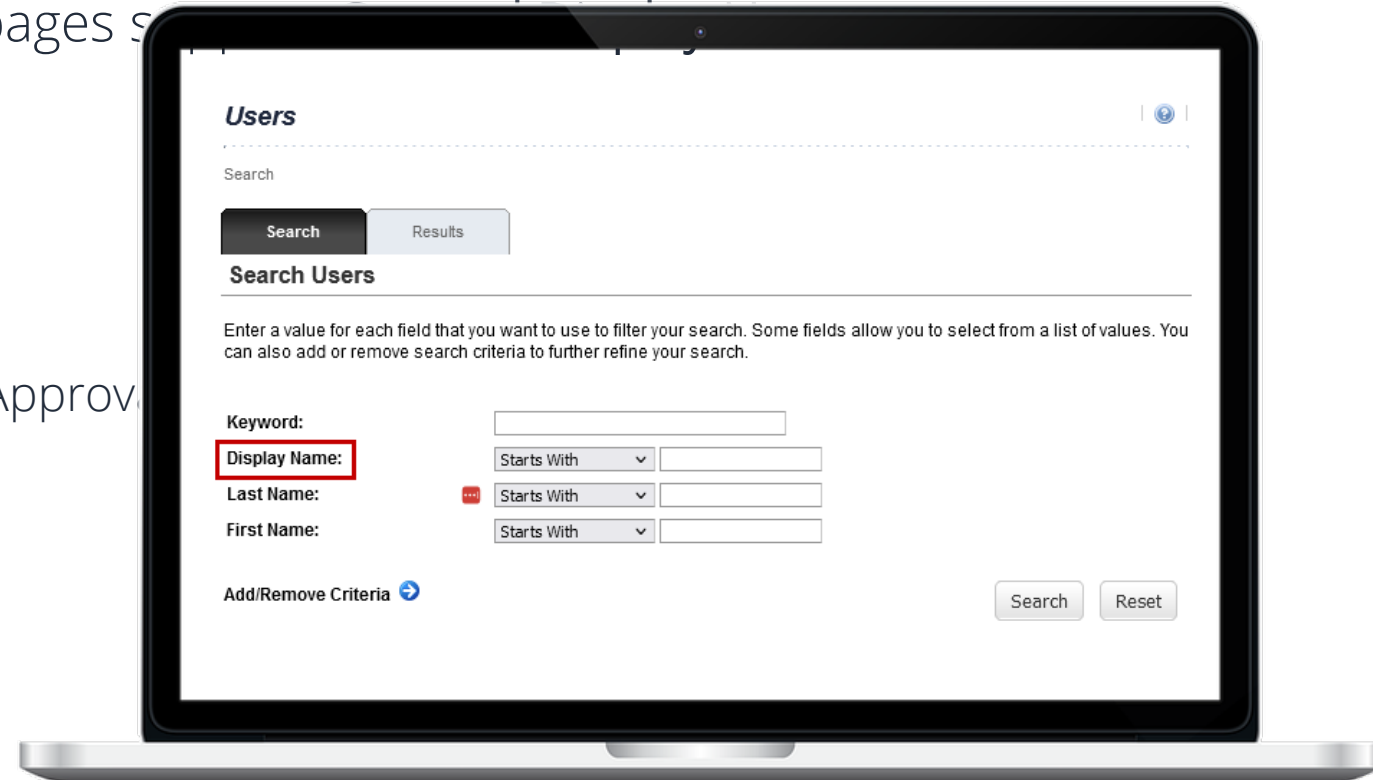 pages s
Users
Search
Search Results
Search Users
Enter a value for each field that you want to use to filter your search. Some fields allow you to select from a list of values. You
can also add or remove search criteria to further refine your search.
Approva
Keyword:
Display Name: Starts With
Last Name: Starts With
First Name: Starts With
Add/Remove Criteria
Search Reset